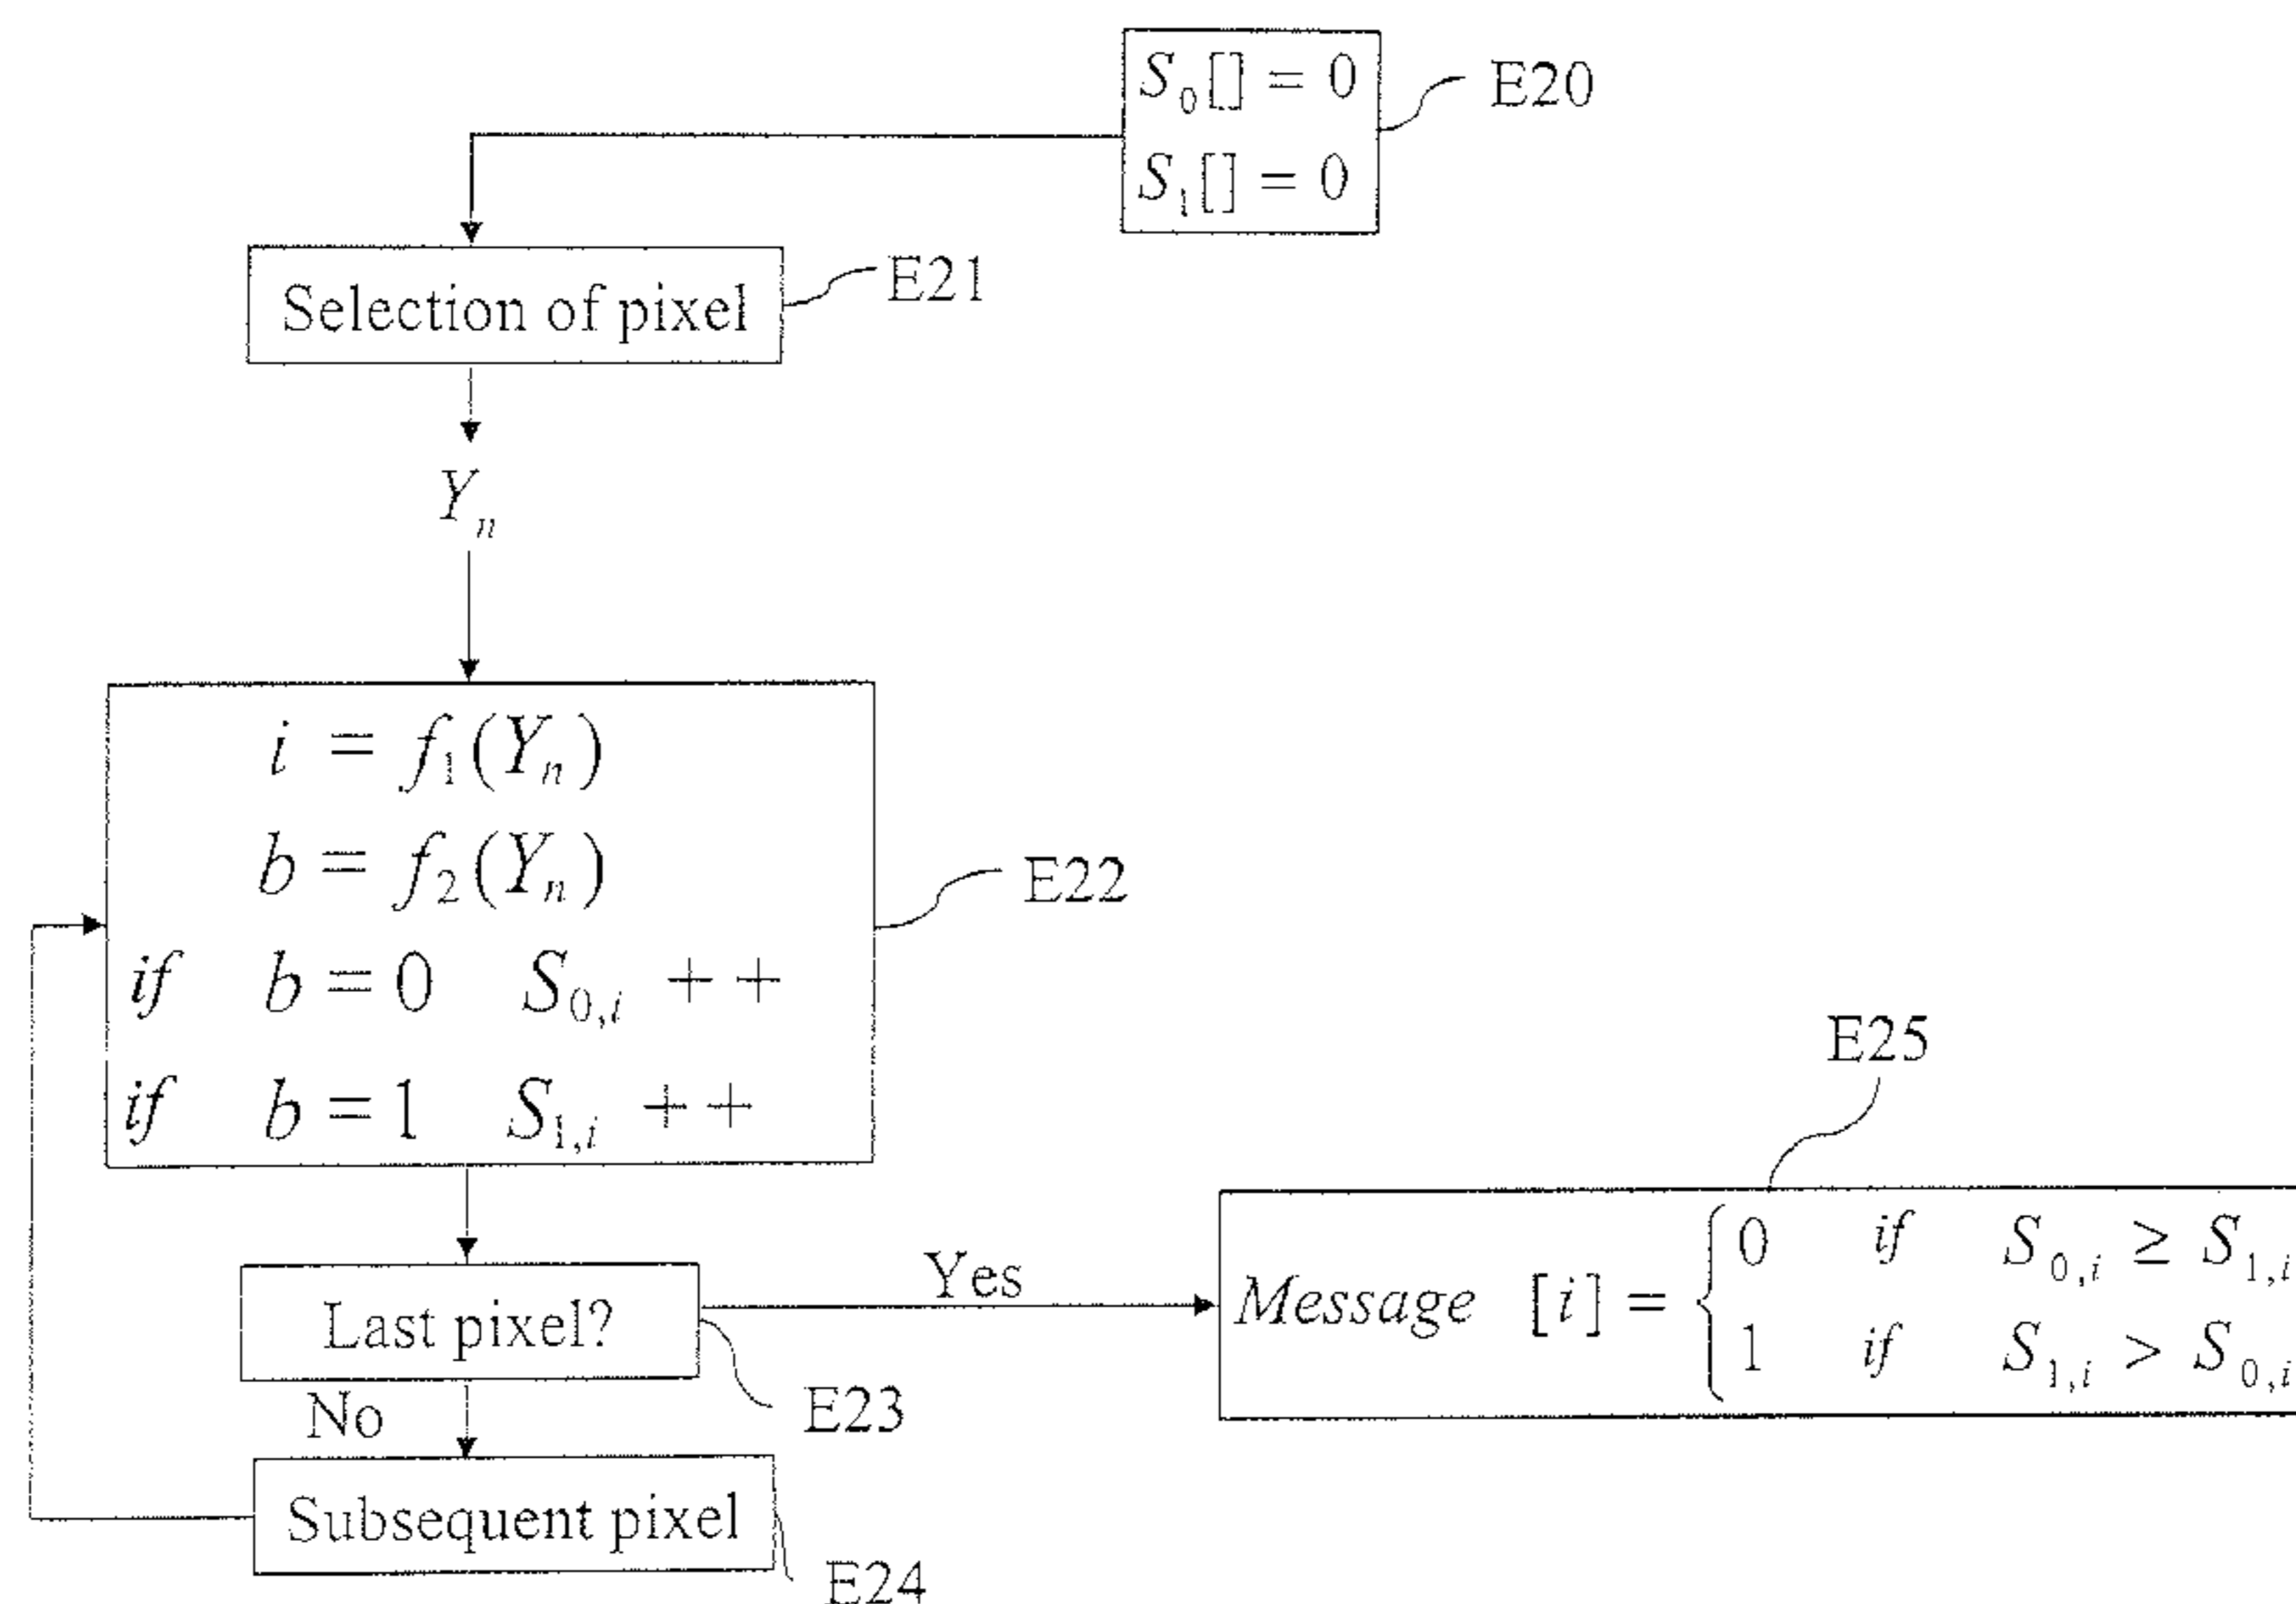 S₀[] = 0
S₁[] = 0
E20
Selection of pixel
E21
Yₙ
i = f₁(Yₙ)
b = f₂(Yₙ)
if b = 0 S₀,ᵢ ++
if b = 1 S₁,ᵢ ++
E22
Last pixel?
Yes
No
E23
Subsequent pixel
E24
E25
Message [i] = {
0 if S₀,ᵢ ≥ S₁,ᵢ
1 if S₁,ᵢ > S₀,ᵢ